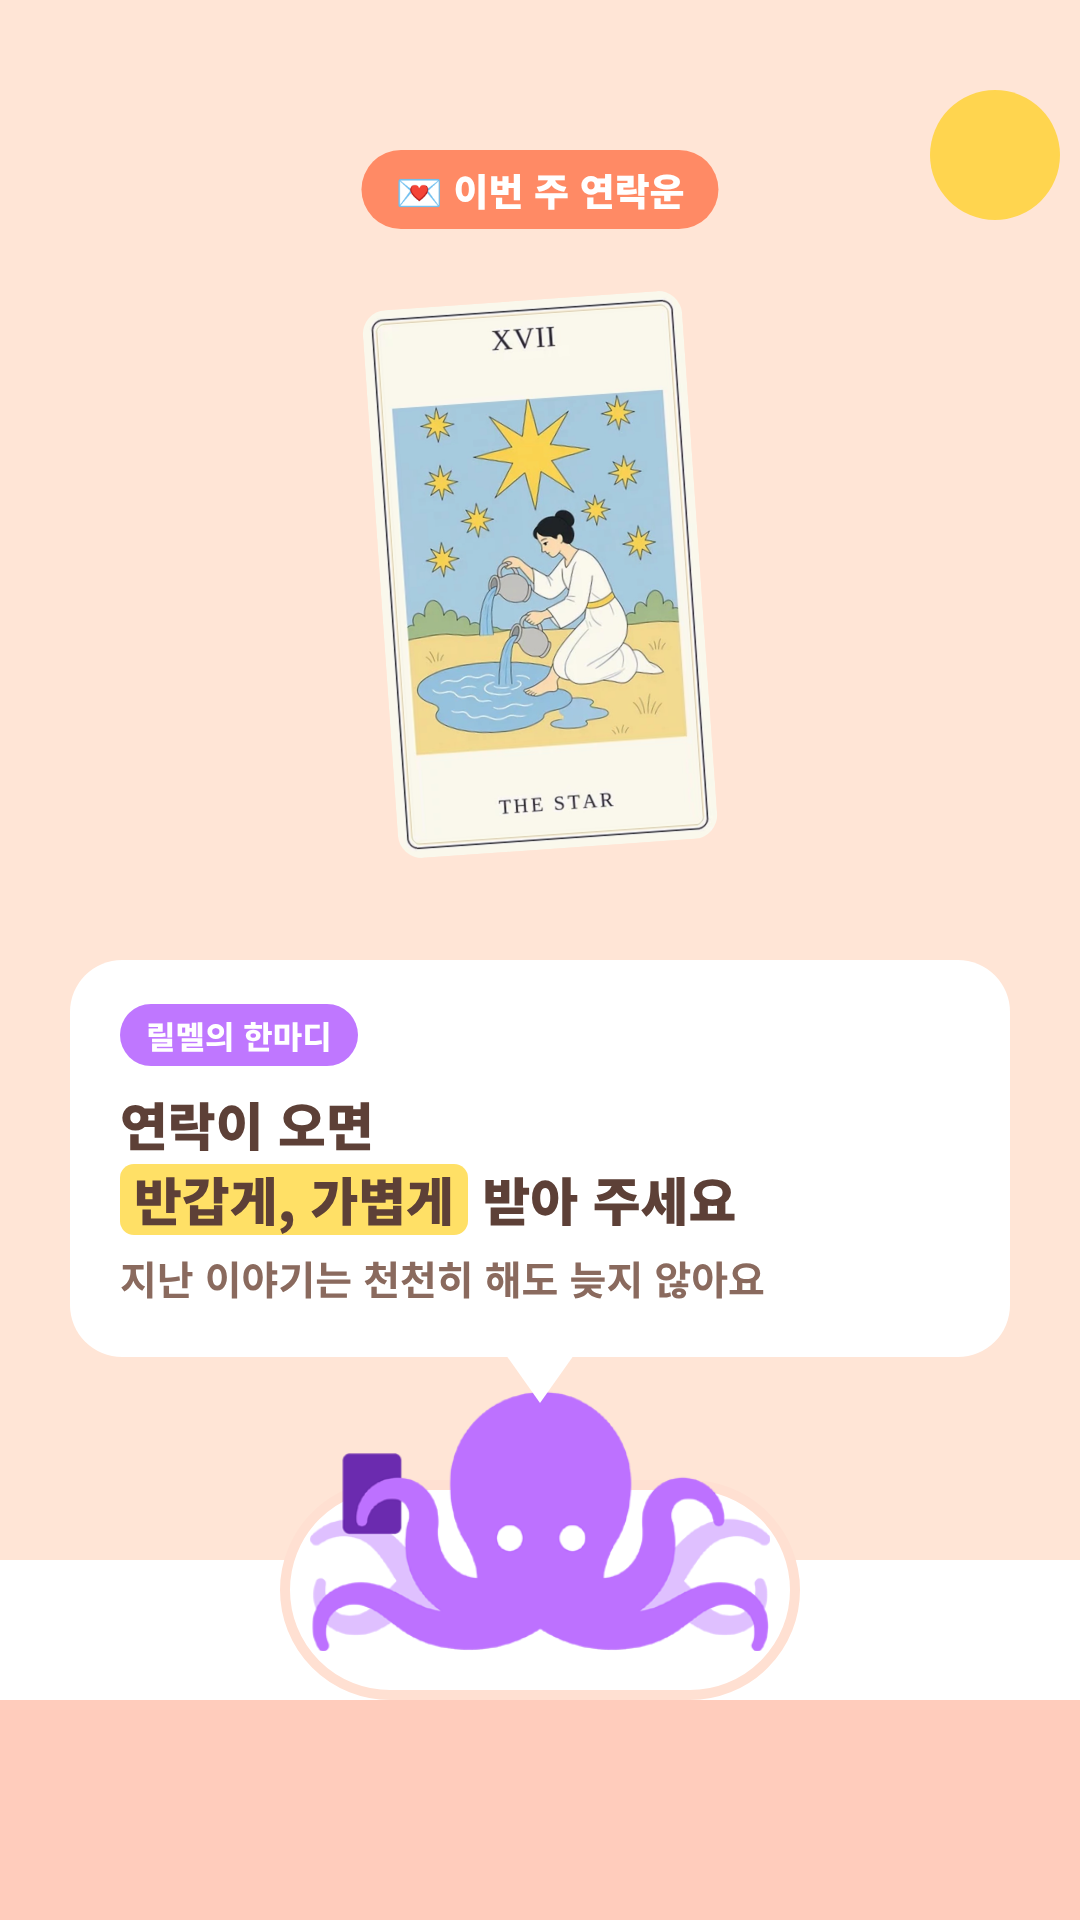 💌 이번 주 연락운
XVII
THE STAR
릴멜의 한마디
연락이 오면
반갑게, 가볍게 받아 주세요
지난 이야기는 천천히 해도 늦지 않아요